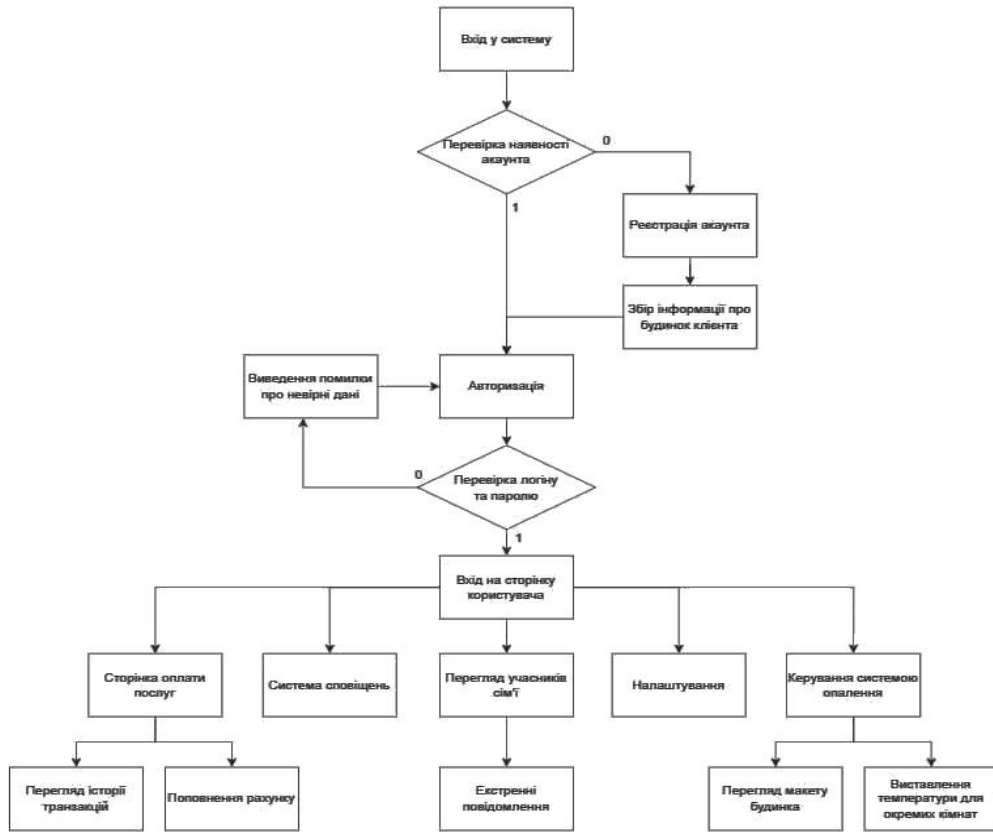 Вхід у систему
Перевірка наявності
акаунта
0
1
Реєстрація акаунта
Збір інформації про
будинок клієнта
Виведення помилки
про невірні дані
Авторизація
0
Перевірка логіну
та паролю
1
Вхід на сторінку
користувача
Сторінка оплати
послуг
Система сповіщень
Перегляд учасників
сім'ї
Налаштування
Керування системою
опалення
Перегляд історії
транзакцій
Поповнення рахунку
Екстренні
повідомлення
Перегляд макету
будинка
Виставлення
температури для
окремих кімнат